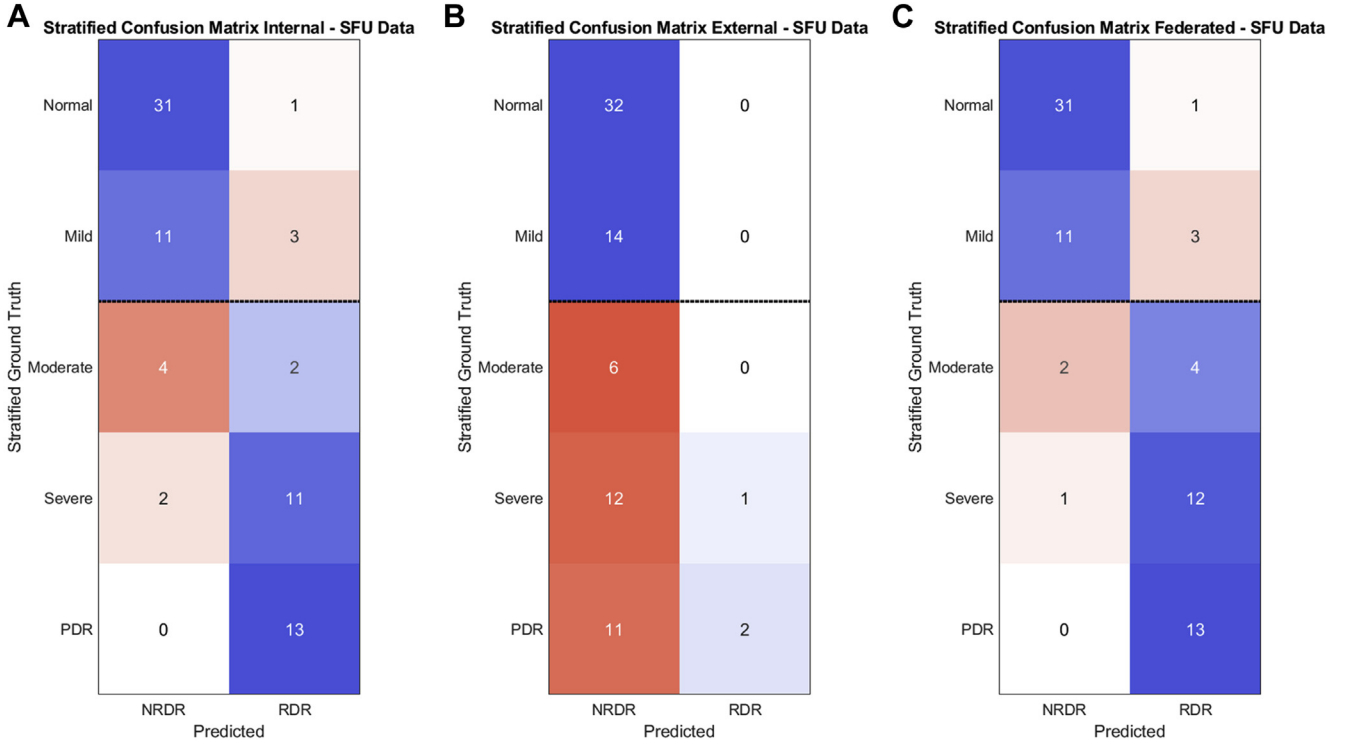 A
Stratified Confusion Matrix Internal - SFU Data
Stratified Ground Truth
Normal 31 1
Mild 11 3
Moderate 4 2
Severe 2 11
PDR 0 13
NRDR RDR
Predicted
B
Stratified Confusion Matrix External - SFU Data
Stratified Ground Truth
Normal 32 0
Mild 14 0
Moderate 6 0
Severe 12 1
PDR 11 2
NRDR RDR
Predicted
C
Stratified Confusion Matrix Federated - SFU Data
Stratified Ground Truth
Normal 31 1
Mild 11 3
Moderate 2 4
Severe 1 12
PDR 0 13
NRDR RDR
Predicted